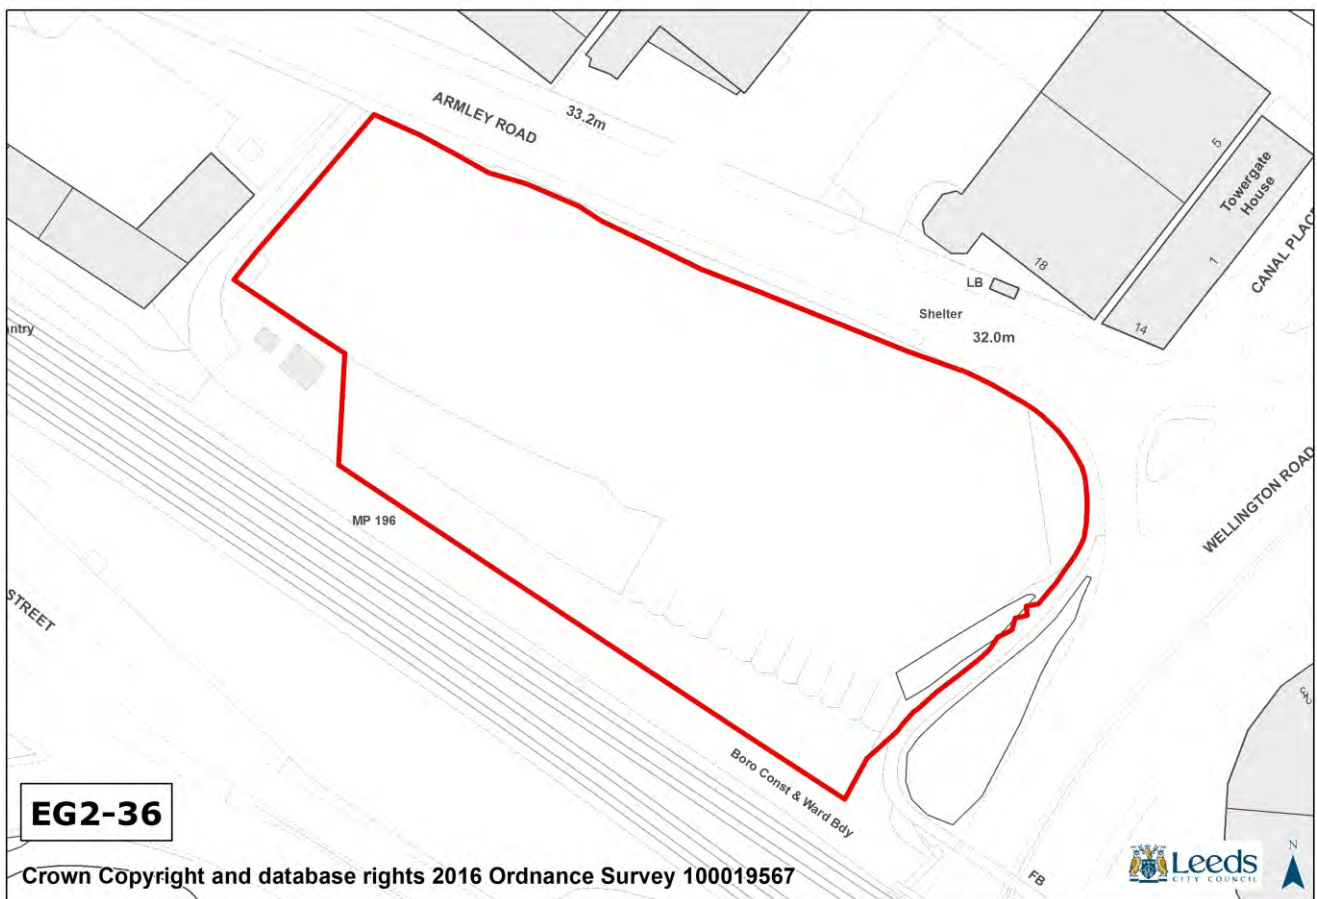 ARMLEY ROAD
33.2m
5
Towergate
House
CANAL PLACE
1
18
LB
Shelter
14
32.0m
antry
WELLINGTON ROAD
MP 196
STREET
Boro Const & Ward Bdy
EG2-36
Crown Copyright and database rights 2016 Ordnance Survey 100019567
FB
Leeds
CITY COUNCIL
N